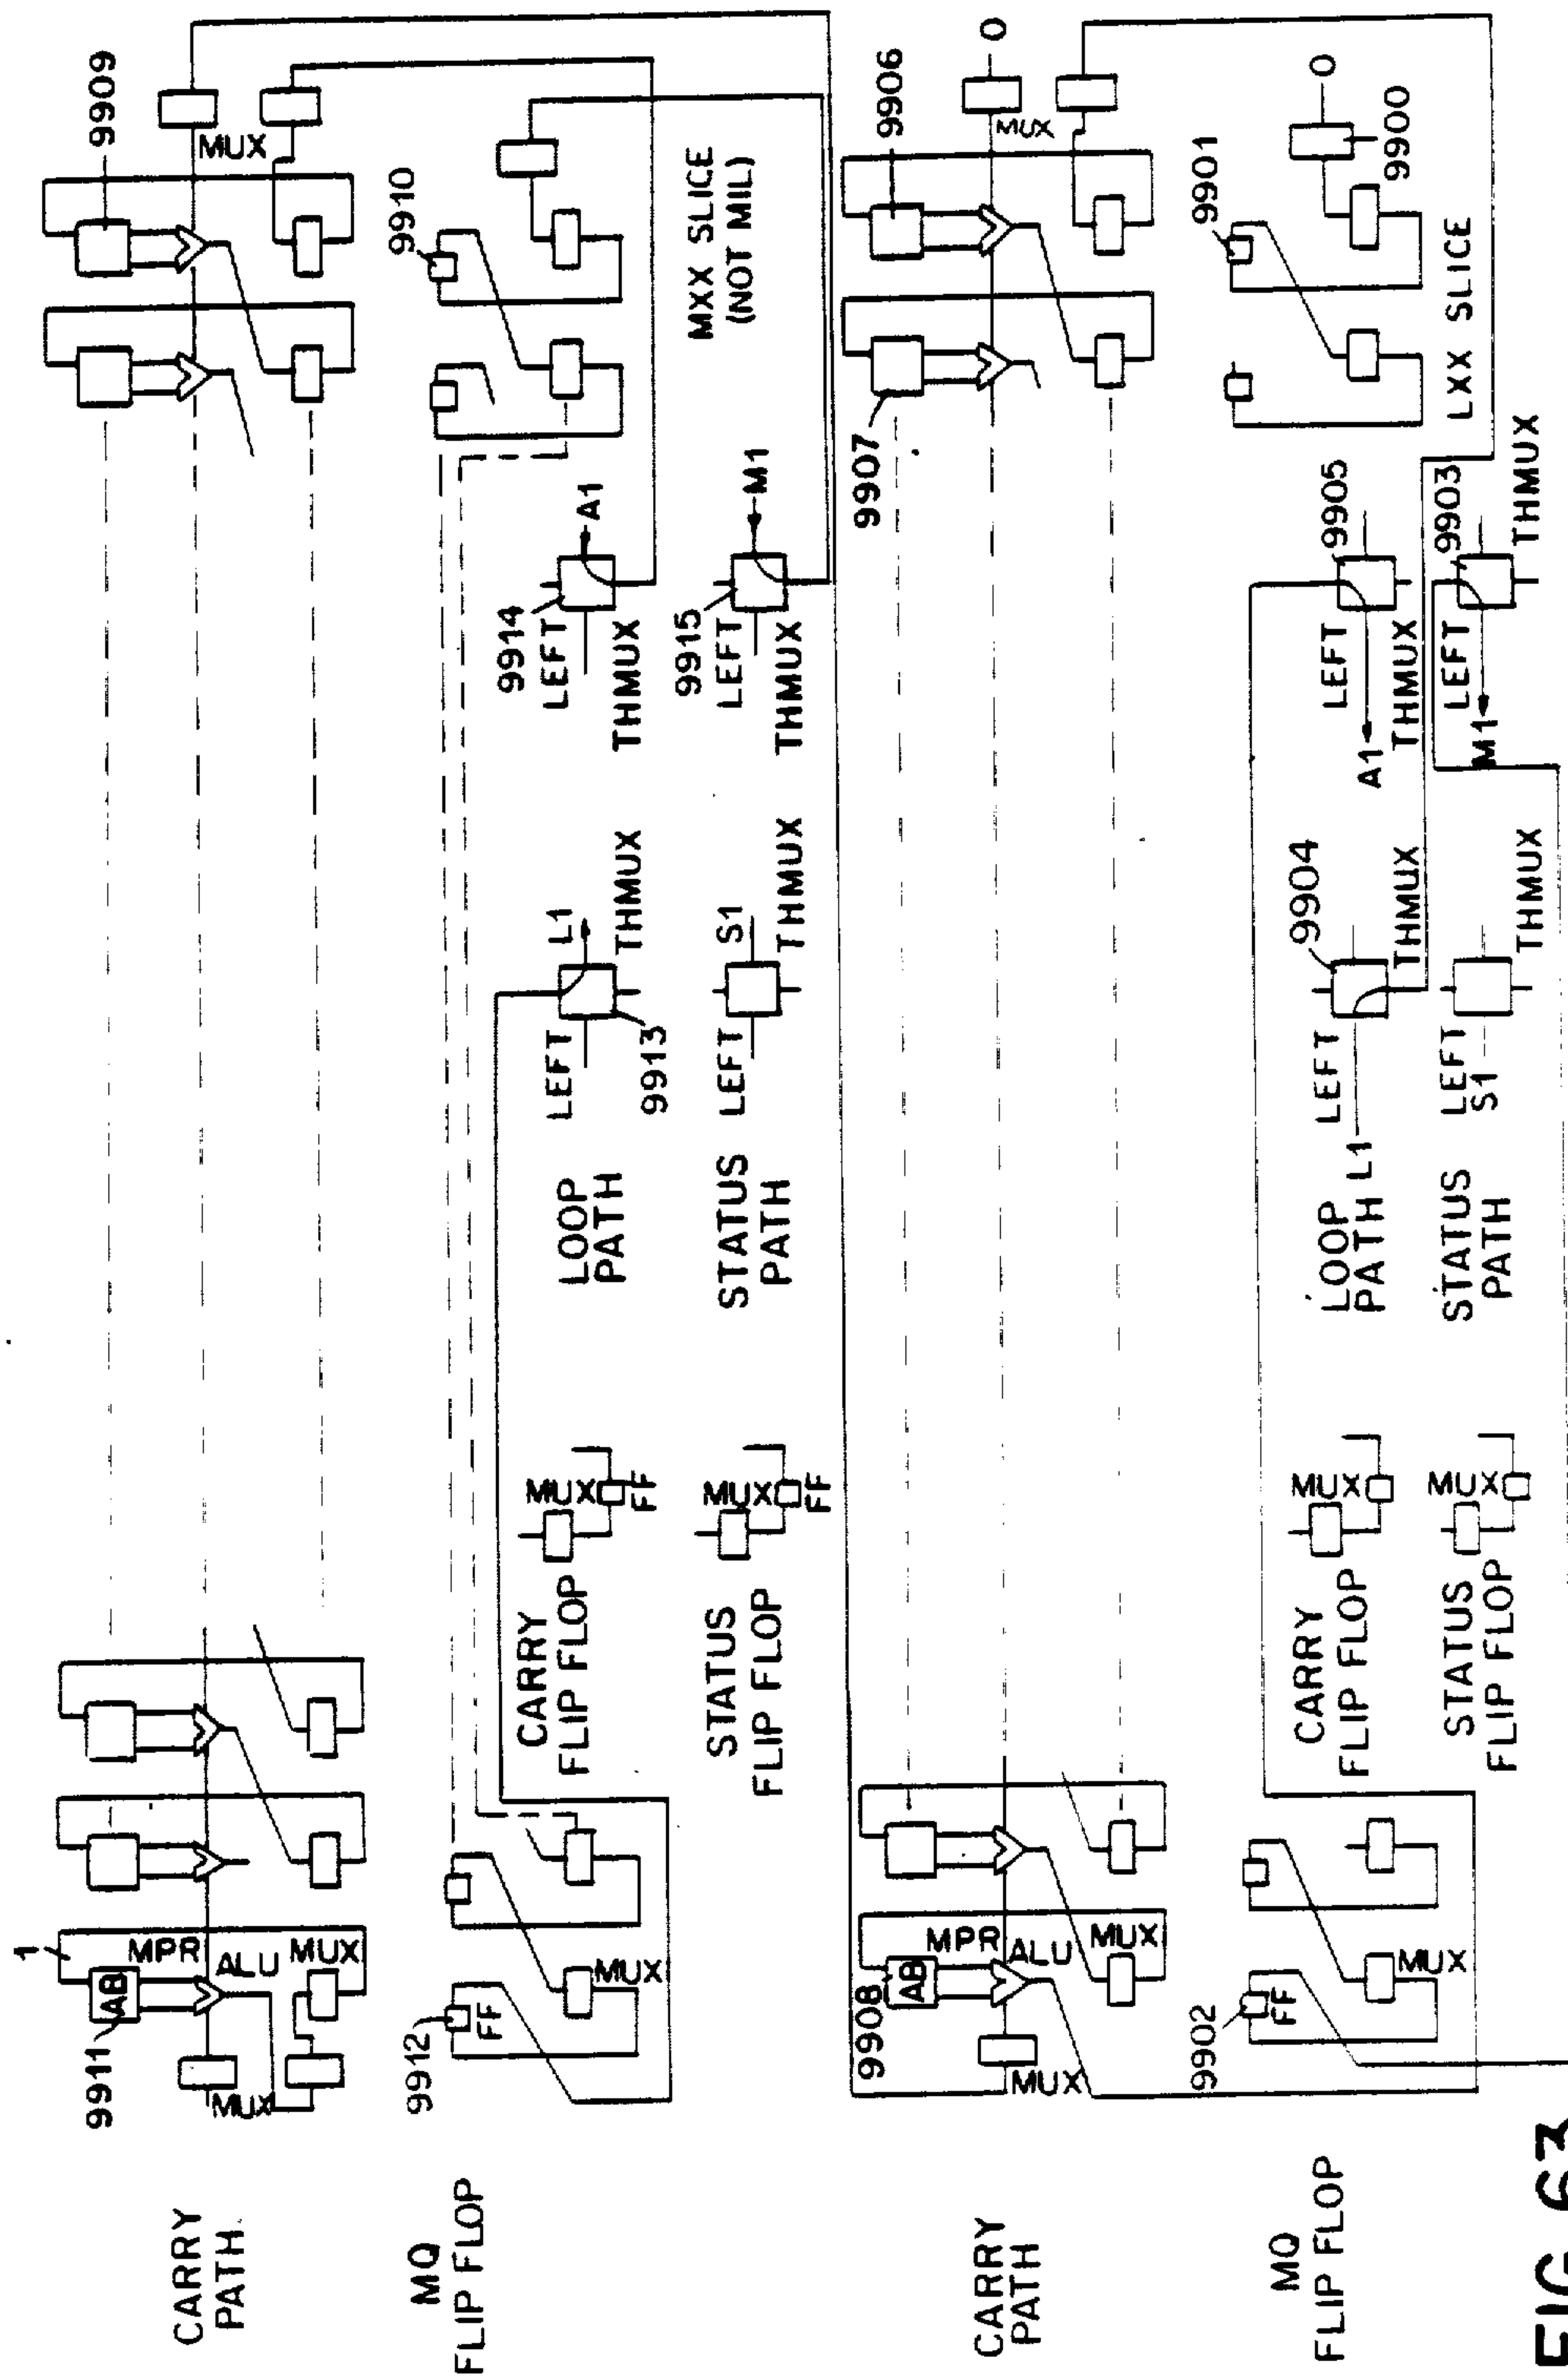 CARRY
PATH
1
9911
AB
MPR
ALU
MUX
MUX
MUX
9909
MQ
FLIP FLOP
9912
FF
MUX
9910
CARRY
FLIP FLOP
MUX
FF
LOOP
PATH
LEFT
L1
THMUX
9913
9914
LEFT
A1
THMUX
STATUS
FLIP FLOP
MUX
FF
STATUS
PATH
LEFT
S1
THMUX
9915
LEFT
M1
THMUX
MXX SLICE
(NOT MIL)
CARRY
PATH
9908
AB
MPR
ALU
MUX
MUX
9907
9906
MUX
0
MQ
FLIP FLOP
9902
FF
MUX
9901
0
9900
LXX SLICE
CARRY
FLIP FLOP
MUX
LOOP
PATH
L1
LEFT
9904
THMUX
LEFT
9905
A1
THMUX
STATUS
FLIP FLOP
MUX
STATUS
PATH
LEFT
S1
THMUX
LEFT
9903
M1
THMUX
FIG 63